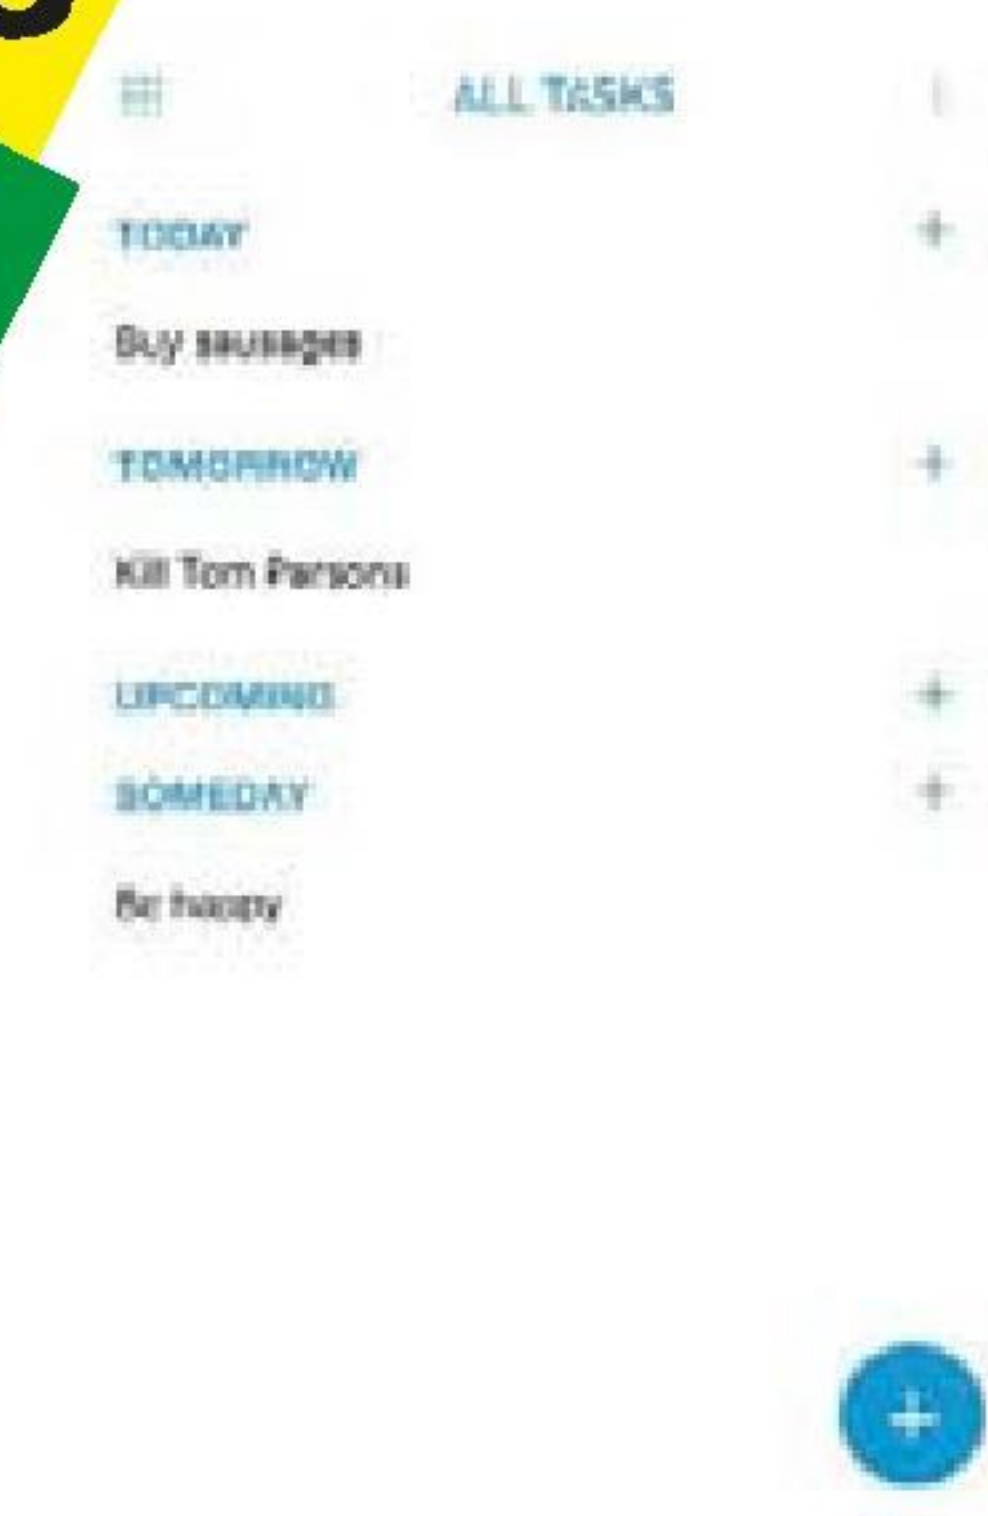 ALL TASKS
TODAY
Buy sausages
TOMORROW
Kill Tom Parsons
UPCOMING
SOMEDAY
Be happy